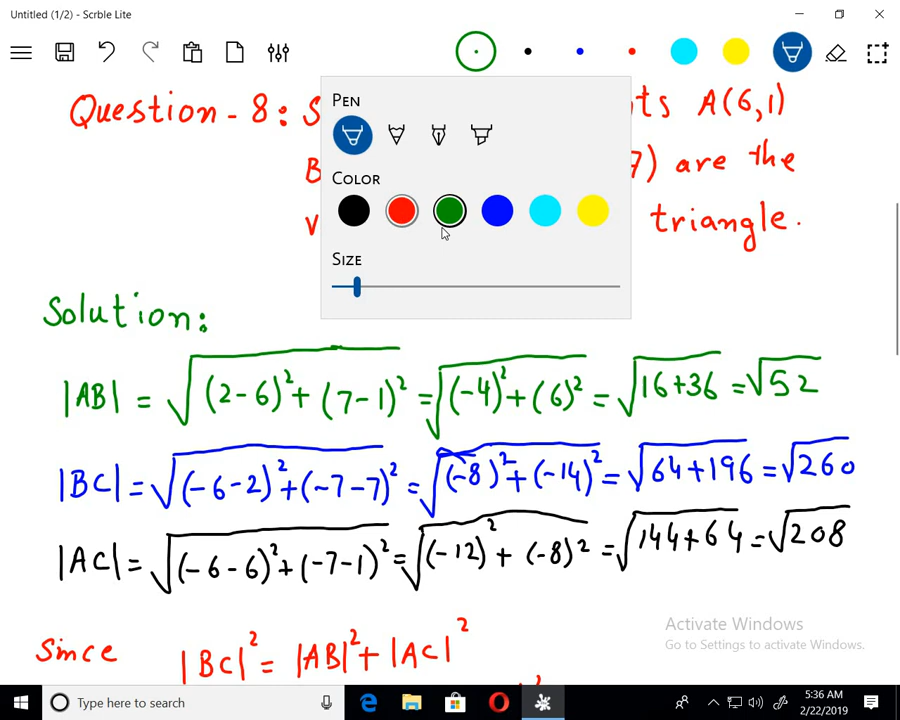 Untitled (1/2) - Scrble Lite
Question - 8: S ts A(6,1)
B 7) are the
v triangle.
PEN
COLOR
SIZE
Solution:
|AB| = √(2-6)²+(7-1)² = √(-4)²+(6)² = √16+36 = √52
|BC| = √(-6-2)²+(-7-7)² = √(-8)²+(-14)² = √64+196 = √260
|AC| = √(-6-6)²+(-7-1)² = √(-12)²+(-8)² = √144+64 = √208
Since |BC|² = |AB|²+|AC|²
Activate Windows
Go to Settings to activate Windows.
Type here to search
5:36 AM
2/22/2019